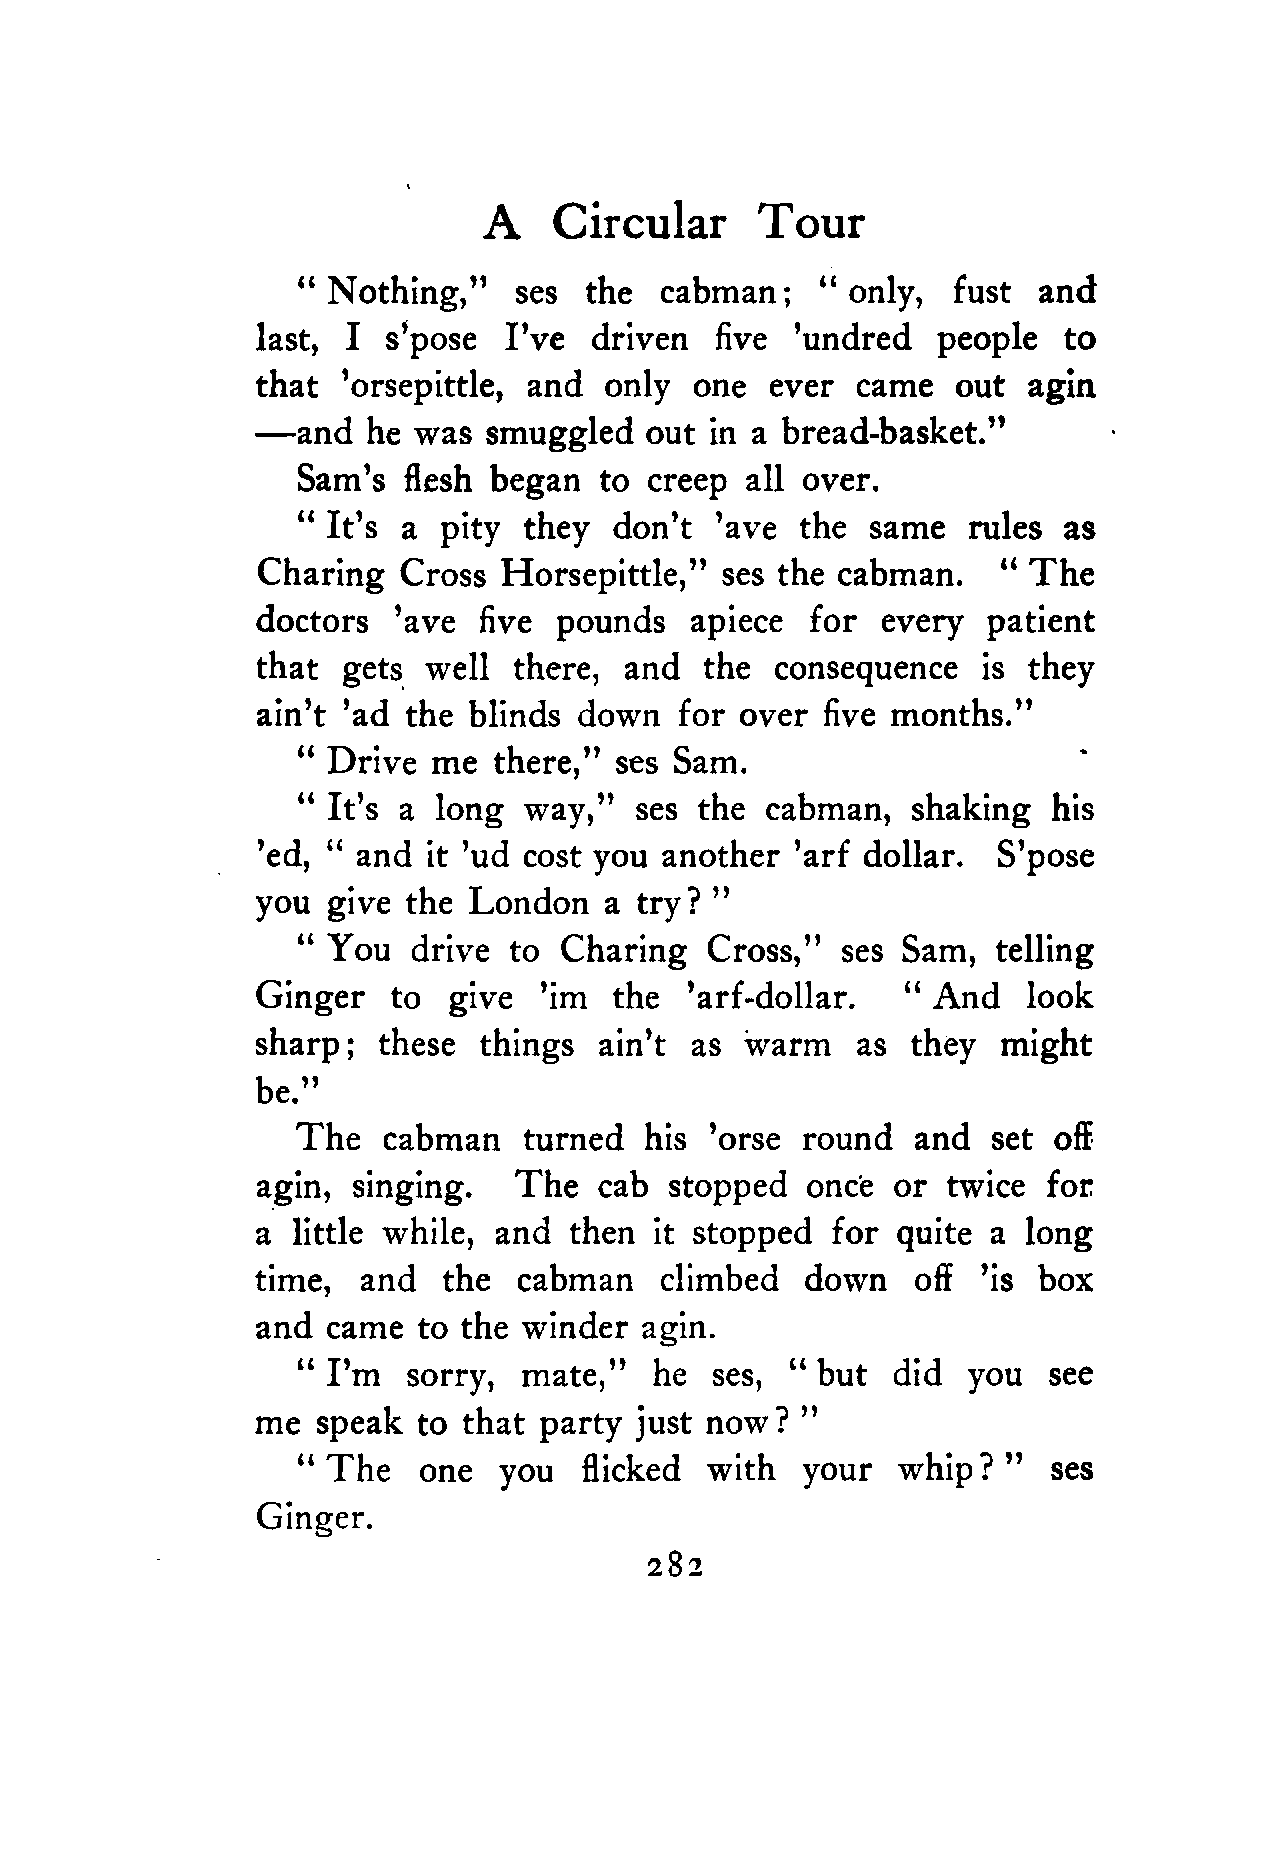 A Circular Tour
" Nothing," ses the cabman; " only, fust and
last, I s'pose I've driven five 'undred people to
that 'orsepittle, and only one ever came out agin
—and he was smuggled out in a bread-basket."
Sam's flesh began to creep all over.
" It's a pity they don't 'ave the same rules as
Charing Cross Horsepittle," ses the cabman. " The
doctors 'ave five pounds apiece for every patient
that gets well there, and the consequence is they
ain't 'ad the blinds down for over five months."
" Drive me there," ses Sam.
" It's a long way," ses the cabman, shaking his
'ed, " and it 'ud cost you another 'arf dollar. S'pose
you give the London a try? "
" You drive to Charing Cross," ses Sam, telling
Ginger to give 'im the 'arf-dollar. " And look
sharp; these things ain't as warm as they might
be."
The cabman turned his 'orse round and set off
agin, singing. The cab stopped once or twice for
a little while, and then it stopped for quite a long
time, and the cabman climbed down off 'is box
and came to the winder agin.
" I'm sorry, mate," he ses, " but did you see
me speak to that party just now? "
" The one you flicked with your whip? " ses
Ginger.
282